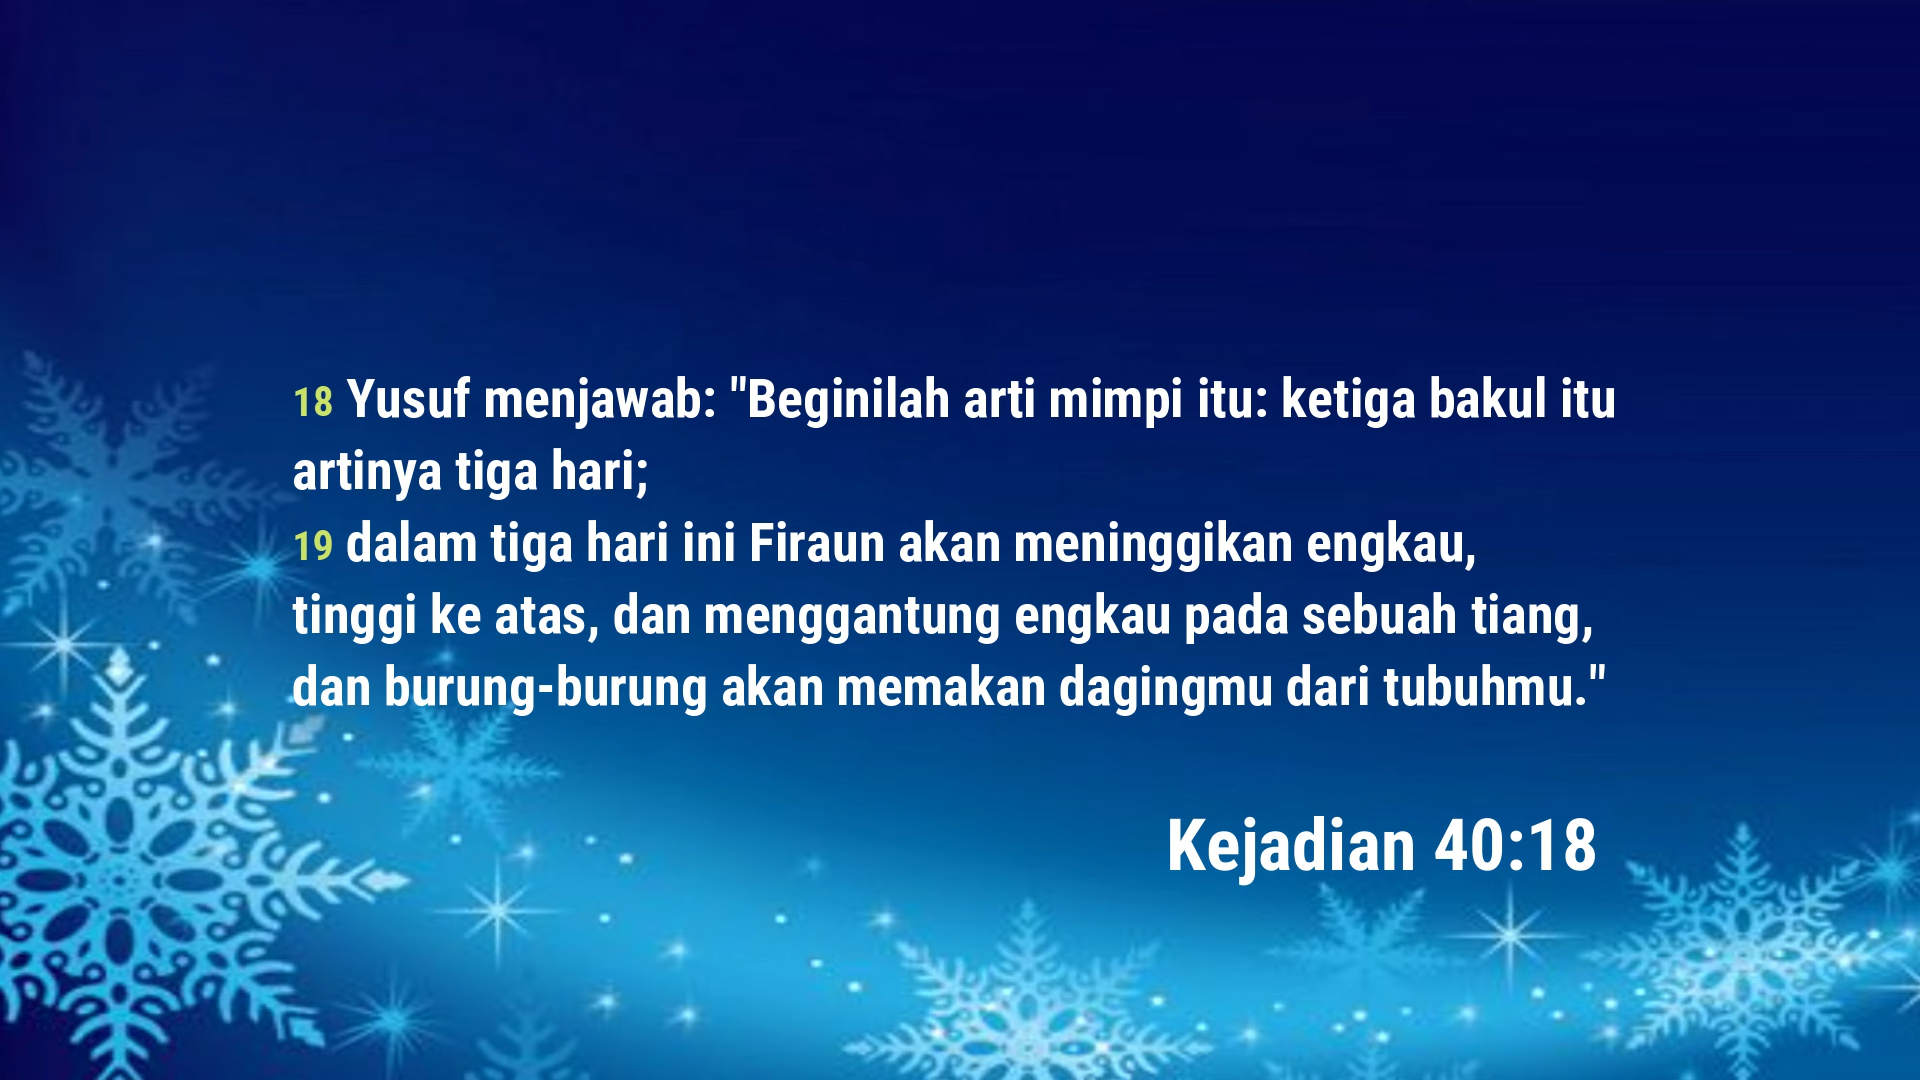 18 Yusuf menjawab: "Beginilah arti mimpi itu: ketiga bakul itu
artinya tiga hari;
19 dalam tiga hari ini Firaun akan meninggikan engkau,
tinggi ke atas, dan menggantung engkau pada sebuah tiang,
dan burung-burung akan memakan dagingmu dari tubuhmu."
Kejadian 40:18